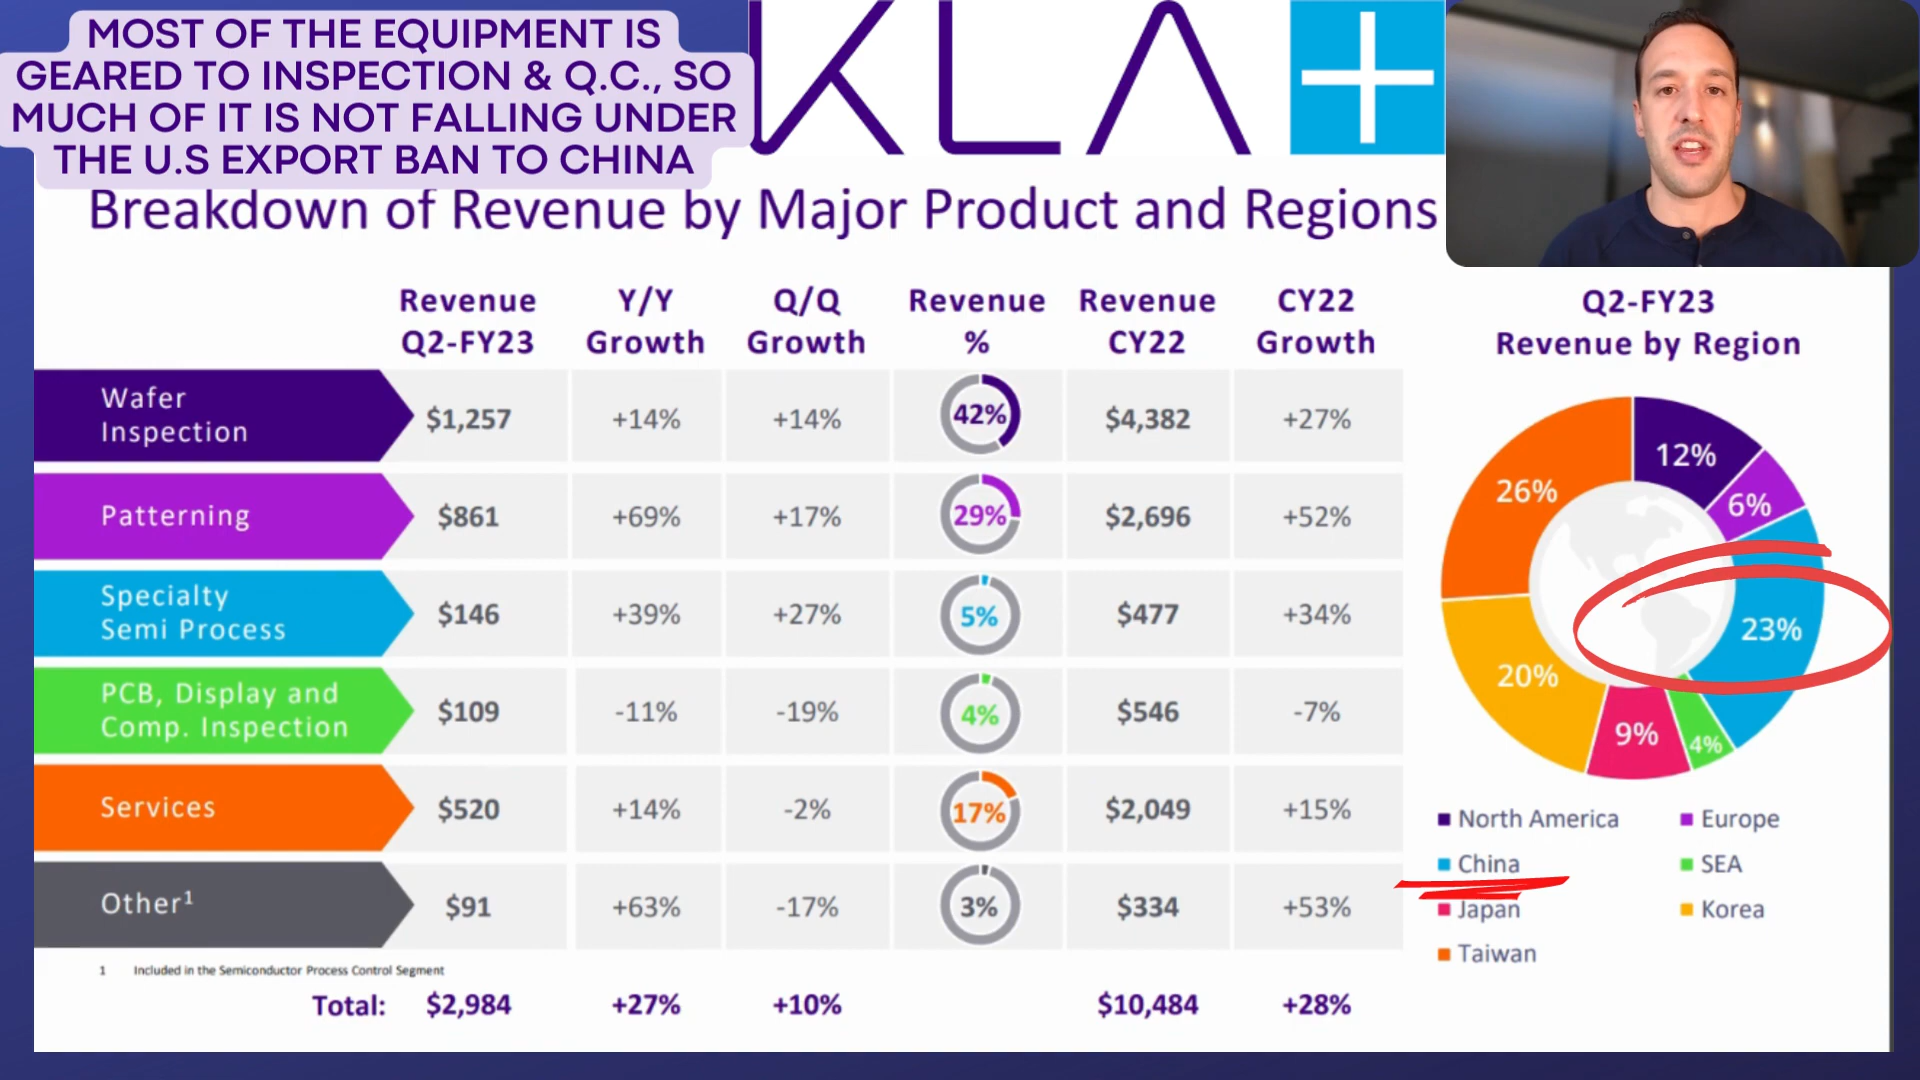 MOST OF THE EQUIPMENT IS
GEARED TO INSPECTION & Q.C., SO
MUCH OF IT IS NOT FALLING UNDER
THE U.S EXPORT BAN TO CHINA
KLA+
Breakdown of Revenue by Major Product and Regions
Revenue Q2-FY23 Y/Y Growth Q/Q Growth Revenue % Revenue CY22 CY22 Growth
Wafer Inspection $1,257 +14% +14% 42% $4,382 +27%
Patterning $861 +69% +17% 29% $2,696 +52%
Specialty Semi Process $146 +39% +27% 5% $477 +34%
PCB, Display and Comp. Inspection $109 -11% -19% 4% $546 -7%
Services $520 +14% -2% 17% $2,049 +15%
Other¹ $91 +63% -17% 3% $334 +53%
1 Included in the Semiconductor Process Control Segment
Total: $2,984 +27% +10% $10,484 +28%
Q2-FY23
Revenue by Region
12%
6%
23%
4%
9%
20%
26%
North America Europe
China SEA
Japan Korea
Taiwan